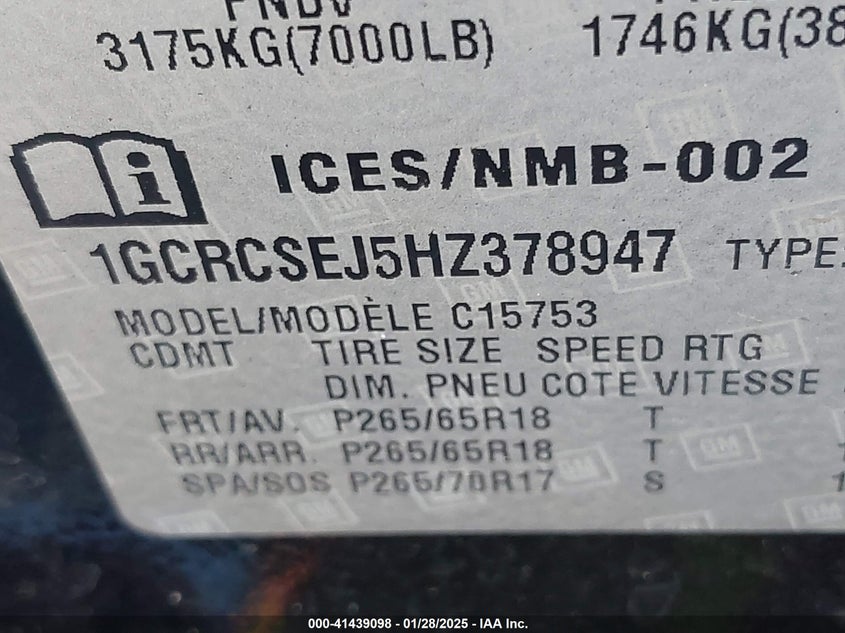 3175KG(7000LB) 1746KG(38
i
ICES/NMB-002
1GCRCSEJ5HZ378947 TYPE
MODEL/MODÈLE C15753
CDMT TIRE SIZE SPEED RTG
DIM. PNEU COTE VITESSE
FRT/AV. P265/65R18 T
RR/ARR. P265/65R18 T
SPA/SOS P265/70R17 S
000-41439098 - 01/28/2025 - IAA Inc.